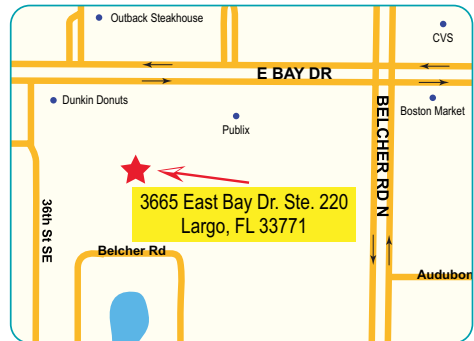 Outback Steakhouse
CVS
E BAY DR
Dunkin Donuts
Boston Market
Publix
BELCHER RD N
3665 East Bay Dr. Ste. 220
Largo, FL 33771
36th St SE
Belcher Rd
Audubon